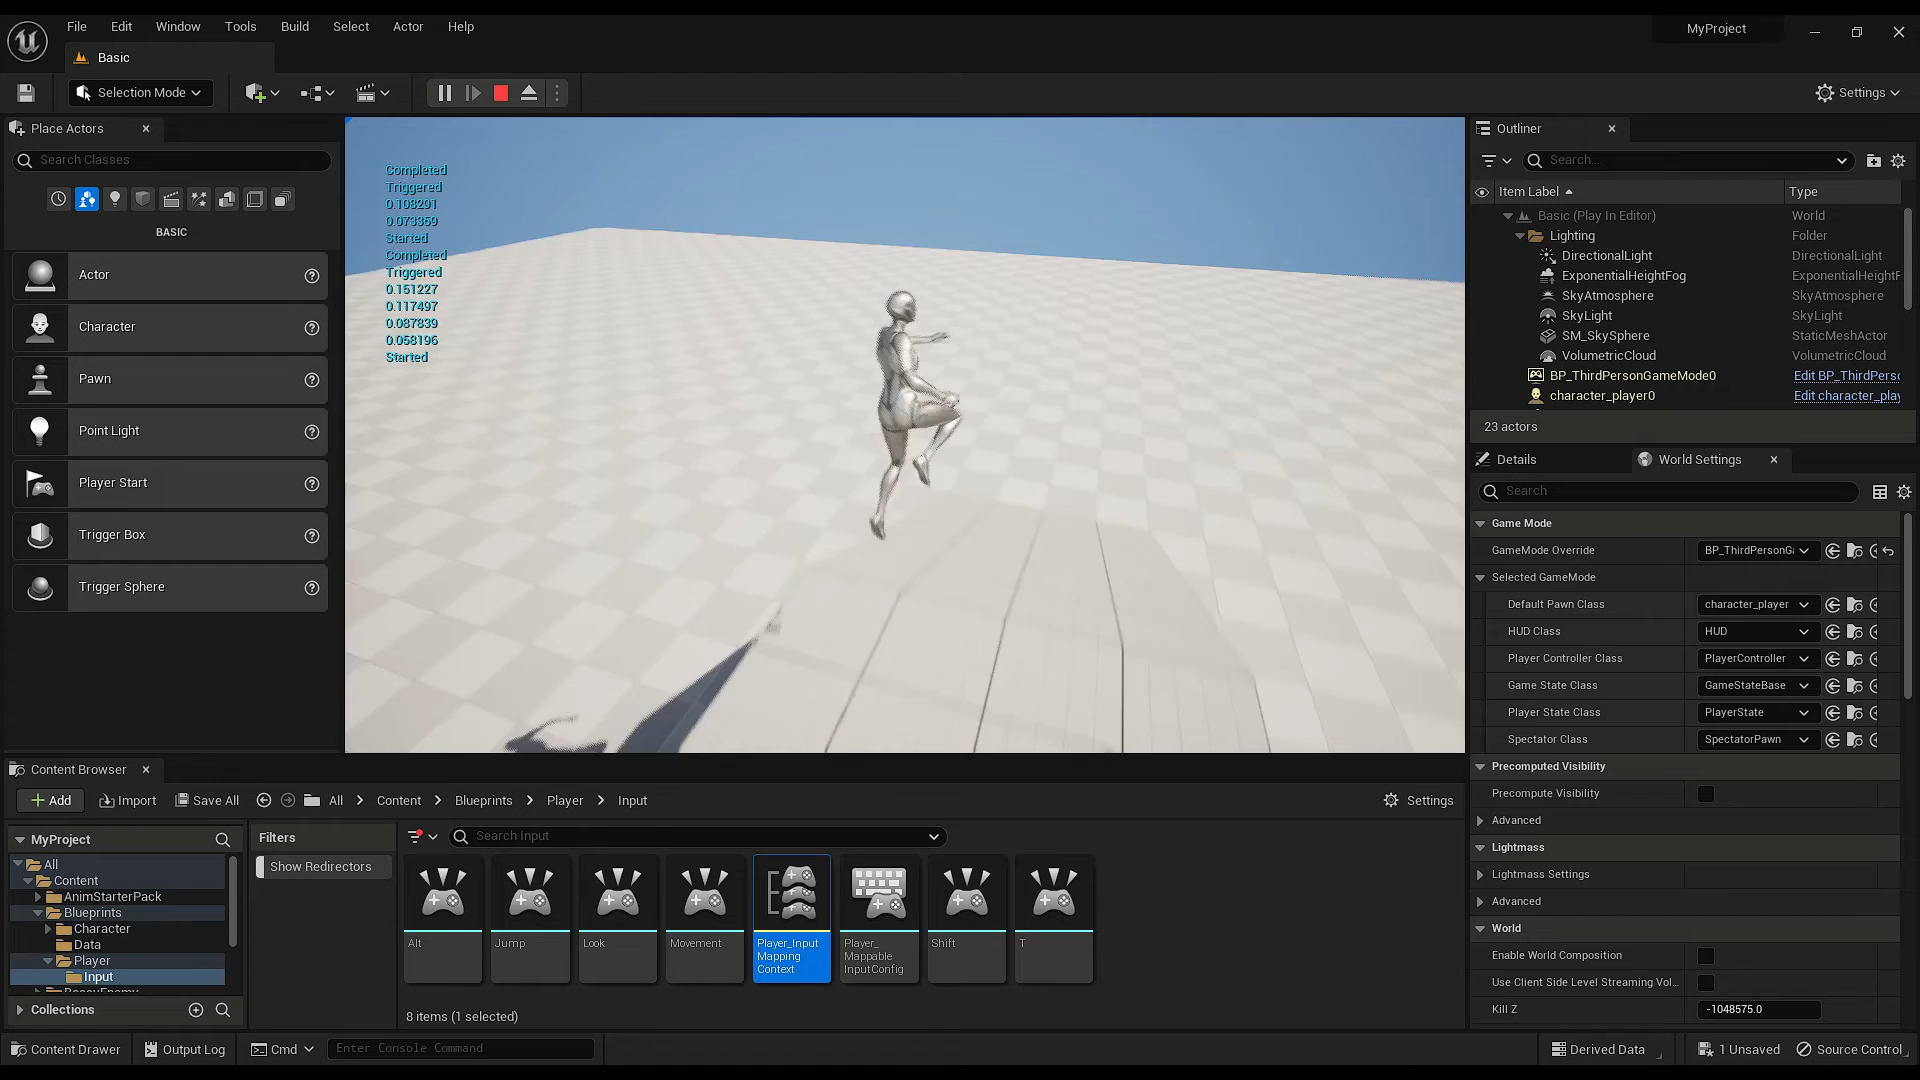 File Edit Window Tools Build Select Actor Help
MyProject
Basic
Selection Mode
Settings
Place Actors
Search Classes
BASIC
Actor
Character
Pawn
Point Light
Player Start
Trigger Box
Trigger Sphere
Completed
Triggered
0.108291
0.073359
Started
Completed
Triggered
0.151227
0.117497
0.087839
0.058196
Started
Outliner
Search...
Item Label Type
Basic (Play In Editor) World
Lighting Folder
DirectionalLight DirectionalLight
ExponentialHeightFog ExponentialHeightF
SkyAtmosphere SkyAtmosphere
SkyLight SkyLight
SM_SkySphere StaticMeshActor
VolumetricCloud VolumetricCloud
BP_ThirdPersonGameMode0 Edit BP_ThirdPers
character_player0 Edit character_play
23 actors
Details World Settings
Search
Game Mode
GameMode Override BP_ThirdPersonG
Selected GameMode
Default Pawn Class character_player
HUD Class HUD
Player Controller Class PlayerController
Game State Class GameStateBase
Player State Class PlayerState
Spectator Class SpectatorPawn
Precomputed Visibility
Precompute Visibility
Advanced
Lightmass
Lightmass Settings
Advanced
World
Enable World Composition
Use Client Side Level Streaming Vol...
Kill Z -1048575.0
Content Browser
Add Import Save All All > Content > Blueprints > Player > Input Settings
MyProject
All
Content
AnimStarterPack
Blueprints
Character
Data
Player
Input
Collections
Filters
Show Redirectors
Search Input
Alt
Jump
Look
Movement
Player_Input
Mapping
Context
Player_
Mappable
InputConfig
Shift
T
8 items (1 selected)
Content Drawer Output Log Cmd Enter Console Command Derived Data 1 Unsaved Source Control